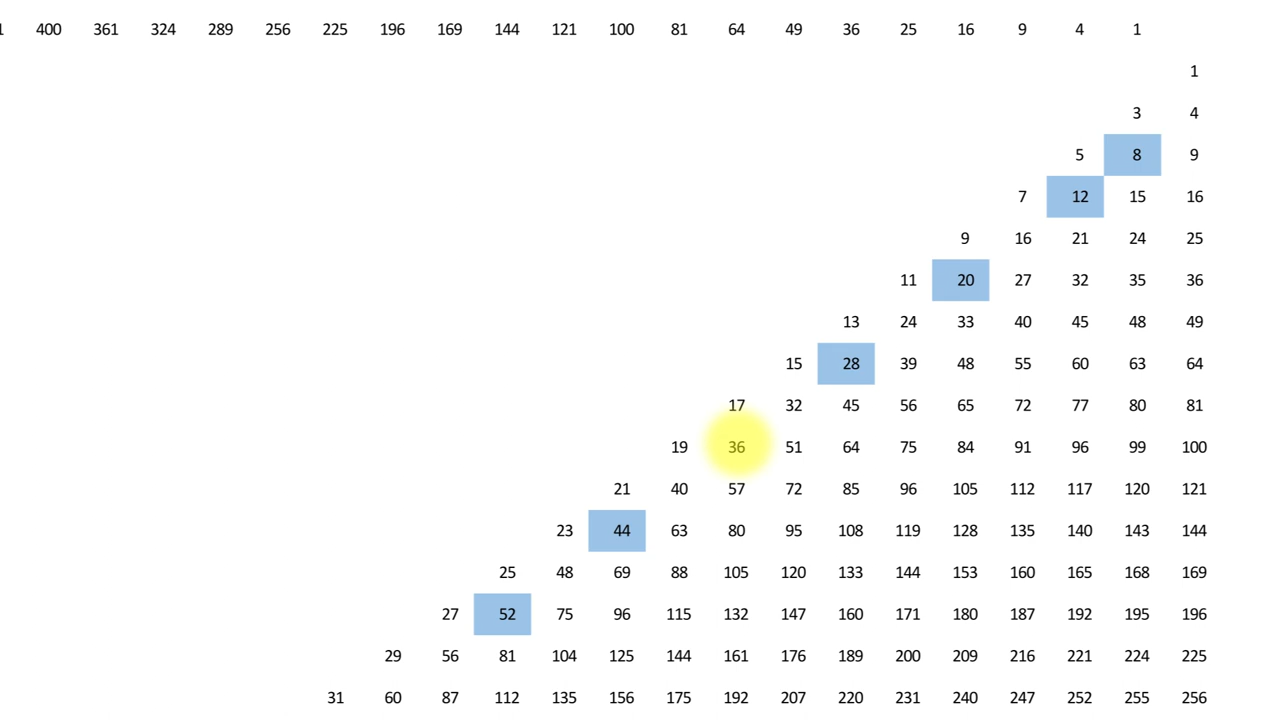 400 361 324 289 256 225 196 169 144 121 100 81 64 49 36 25 16 9 4 1
1
3 4
5 8 9
7 12 15 16
9 16 21 24 25
11 20 27 32 35 36
13 24 33 40 45 48 49
15 28 39 48 55 60 63 64
17 32 45 56 65 72 77 80 81
19 36 51 64 75 84 91 96 99 100
21 40 57 72 85 96 105 112 117 120 121
23 44 63 80 95 108 119 128 135 140 143 144
25 48 69 88 105 120 133 144 153 160 165 168 169
27 52 75 96 115 132 147 160 171 180 187 192 195 196
29 56 81 104 125 144 161 176 189 200 209 216 221 224 225
31 60 87 112 135 156 175 192 207 220 231 240 247 252 255 256